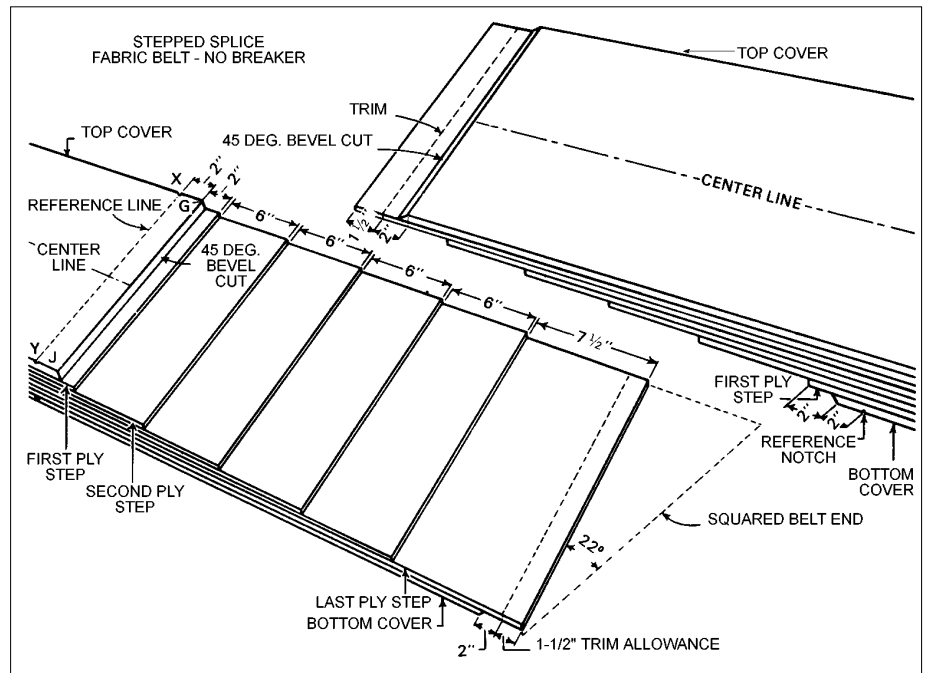 STEPPED SPLICE
FABRIC BELT - NO BREAKER
TOP COVER
TRIM
45 DEG. BEVEL CUT
CENTER LINE
TOP COVER
X
2"
2"
G
REFERENCE LINE
CENTER
LINE
45 DEG.
BEVEL
CUT
6"
6"
6"
6"
7 1/2"
1 1/2"
2"
Y
J
FIRST PLY
STEP
SECOND PLY
STEP
FIRST PLY
STEP
2"
2"
REFERENCE
NOTCH
BOTTOM
COVER
SQUARED BELT END
22°
LAST PLY STEP
BOTTOM COVER
2"
1-1/2" TRIM ALLOWANCE